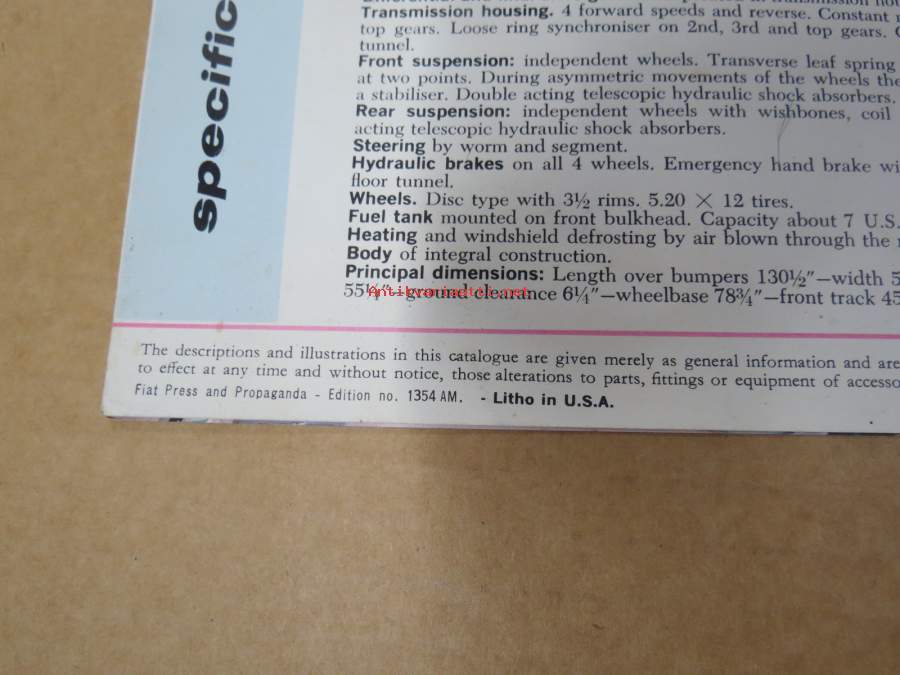 specific
Transmission housing. 4 forward speeds and reverse. Constant
top gears. Loose ring synchroniser on 2nd, 3rd and top gears.
tunnel.
Front suspension: independent wheels. Transverse leaf spring
at two points. During asymmetric movements of the wheels the
a stabiliser. Double acting telescopic hydraulic shock absorbers.
Rear suspension: independent wheels with wishbones, coil
acting telescopic hydraulic shock absorbers.
Steering by worm and segment.
Hydraulic brakes on all 4 wheels. Emergency hand brake wi
floor tunnel.
Wheels. Disc type with 3½ rims. 5.20 × 12 tires.
Fuel tank mounted on front bulkhead. Capacity about 7 U.S.
Heating and windshield defrosting by air blown through the
Body of integral construction.
Principal dimensions: Length over bumpers 130½″—width 5
55¼″—ground clearance 6¼″—wheelbase 78¾″—front track 45
Antikvariaatti.net
The descriptions and illustrations in this catalogue are given merely as general information and are
to effect at any time and without notice, those alterations to parts, fittings or equipment of accesso
Fiat Press and Propaganda - Edition no. 1354 AM. - Litho in U.S.A.